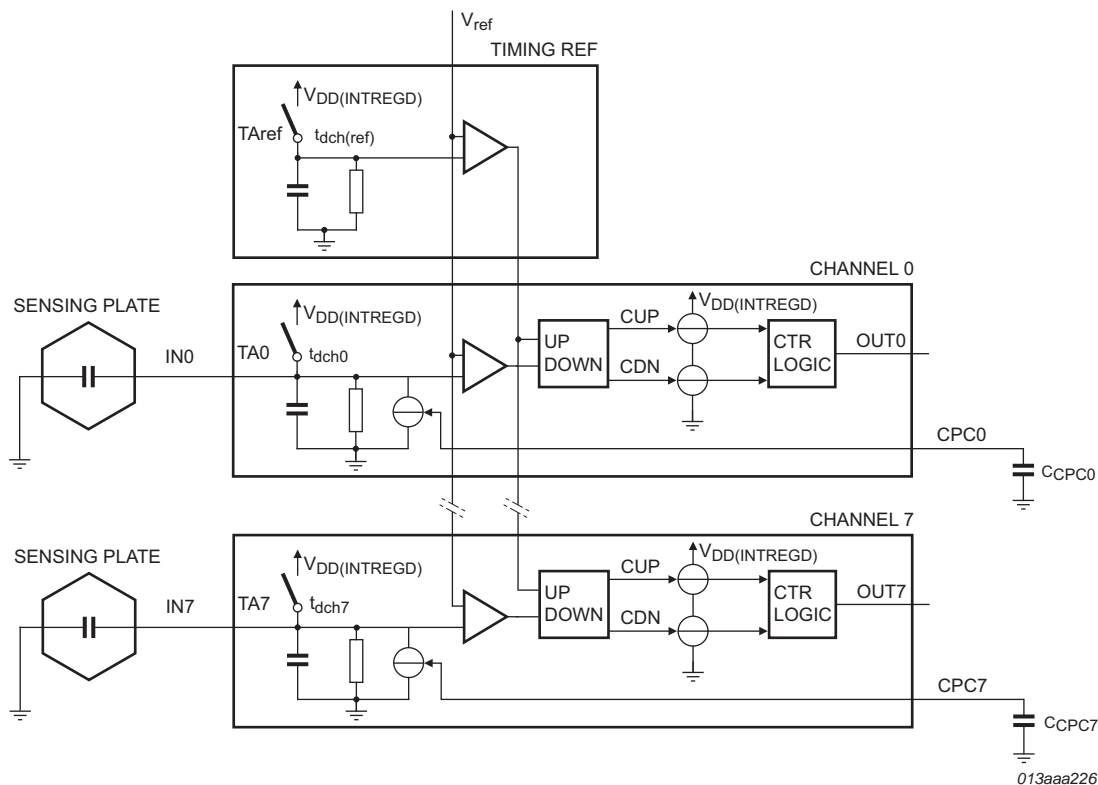 Vref
TIMING REF
VDD(INTREGD)
TAref
tdch(ref)
CHANNEL 0
SENSING PLATE
VDD(INTREGD)
CUP
VDD(INTREGD)
IN0
TA0
tdch0
UP
DOWN
CTR
LOGIC
OUT0
CDN
CPC0
CCPC0
CHANNEL 7
SENSING PLATE
VDD(INTREGD)
CUP
VDD(INTREGD)
IN7
TA7
tdch7
UP
DOWN
CTR
LOGIC
OUT7
CDN
CPC7
CCPC7
013aaa226